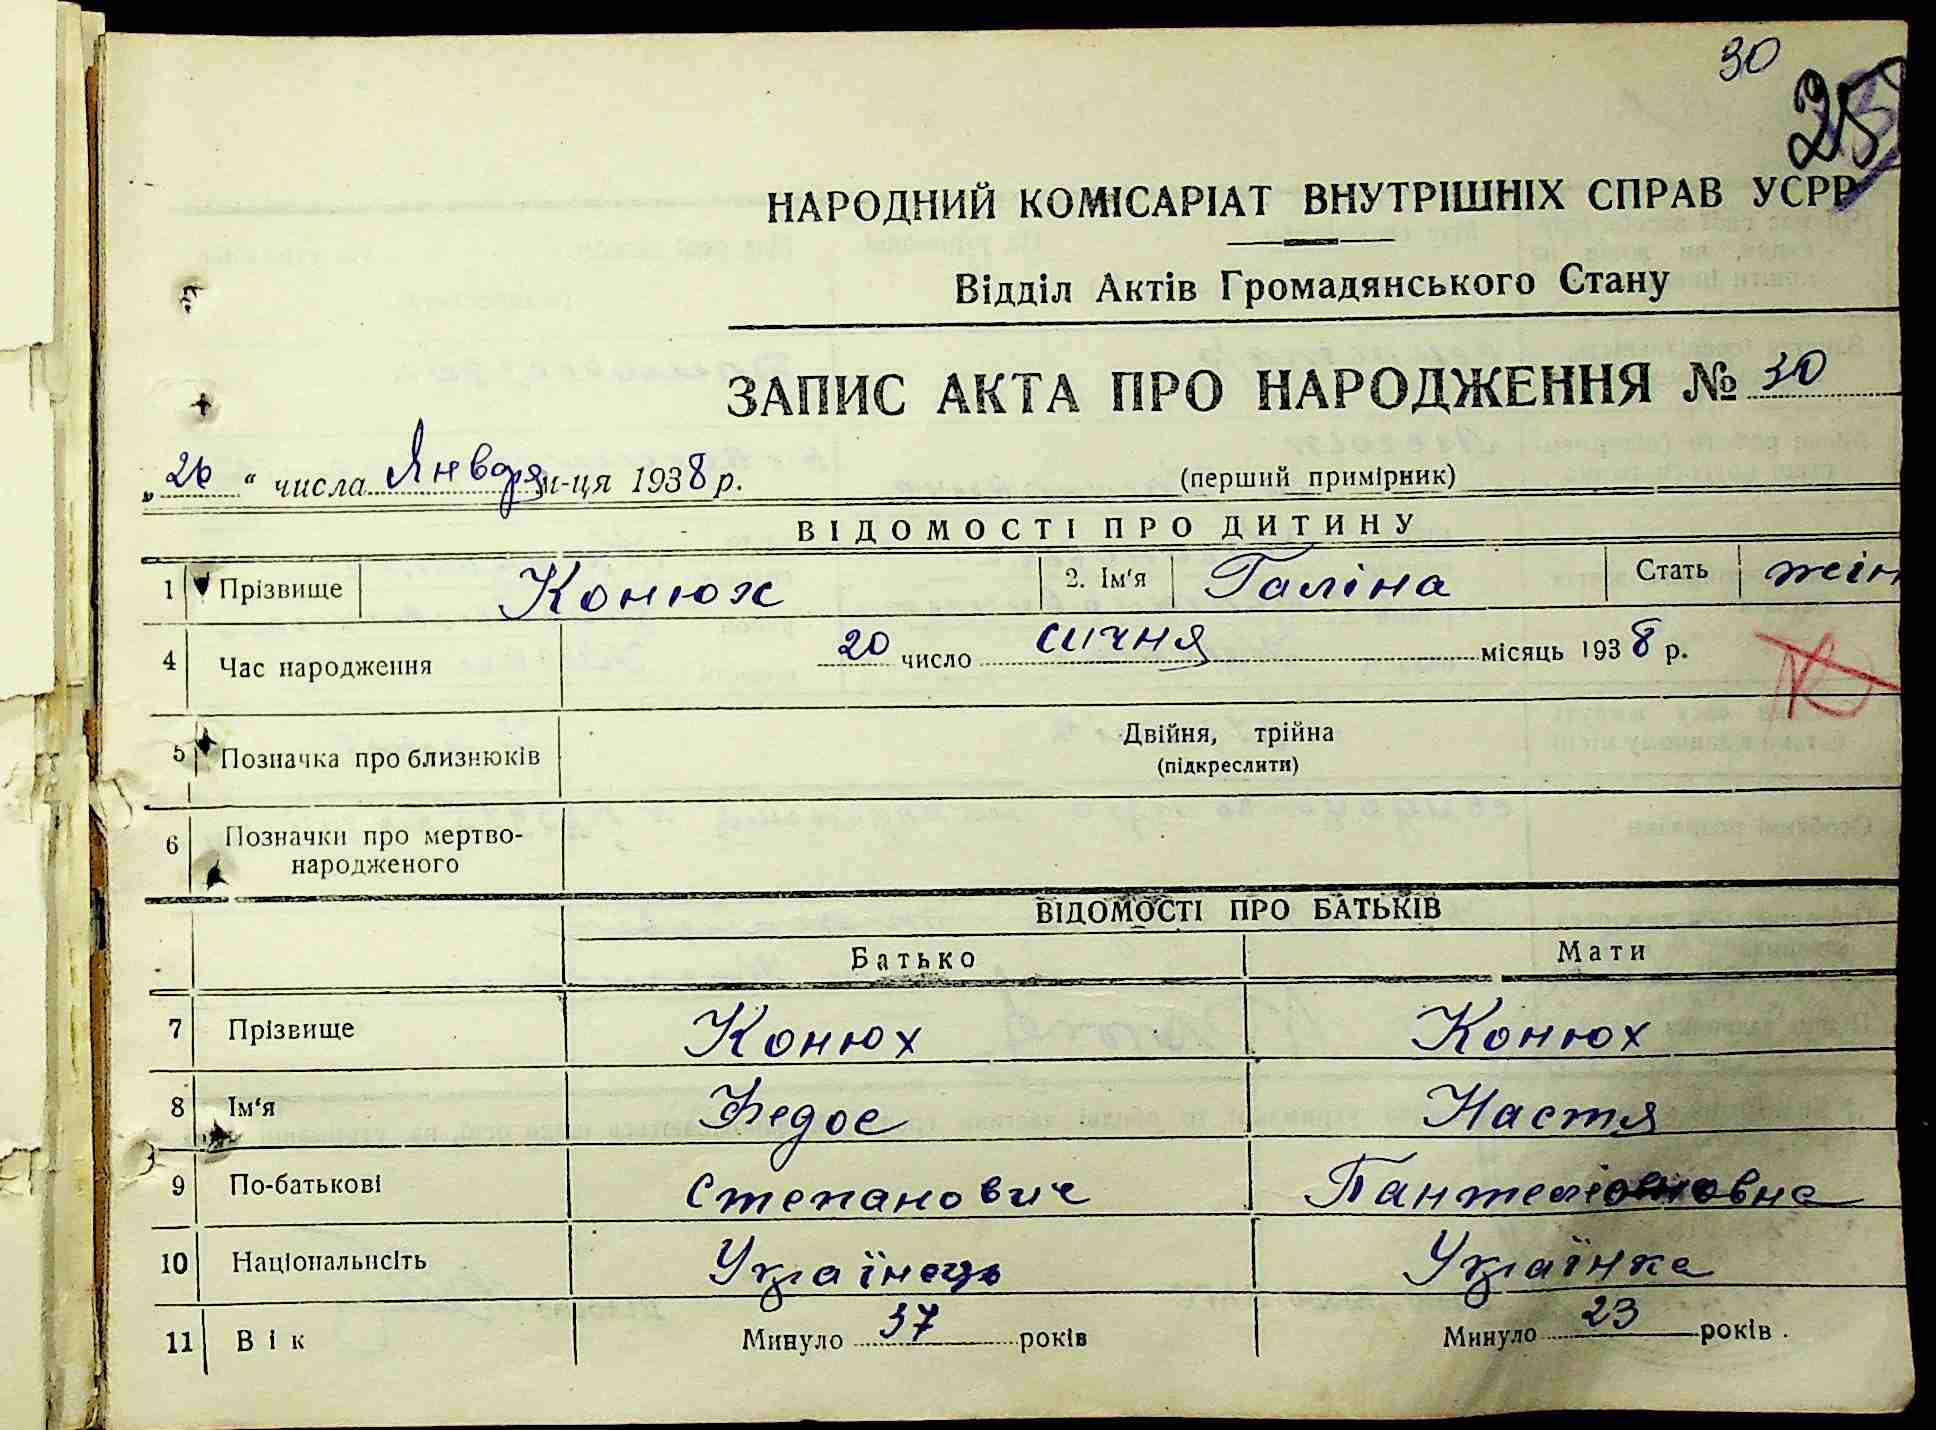 30
25
НАРОДНИЙ КОМІСАРІАТ ВНУТРІШНІХ СПРАВ УСРР
Відділ Актів Громадянського Стану
ЗАПИС АКТА ПРО НАРОДЖЕННЯ № 30
„26“ числа Января м-ця 1938 р. (перший примірник)
ВІДОМОСТІ ПРО ДИТИНУ
1 Прізвище Конюх 2. Ім'я Галіна Стать жін
4 Час народження 20 число січня місяць 1938 р.
5 Позначка про близнюків Двійня, трійна
(підкреслити)
6 Позначки про мертво-
народженого
ВІДОМОСТІ ПРО БАТЬКІВ
Батько Мати
7 Прізвище Конюх Конюх
8 Ім'я Федос Настя
9 По-батькові Степанович
10 Національність Українець Українка
11 Вік Минуло 37 років Минуло 23 років.